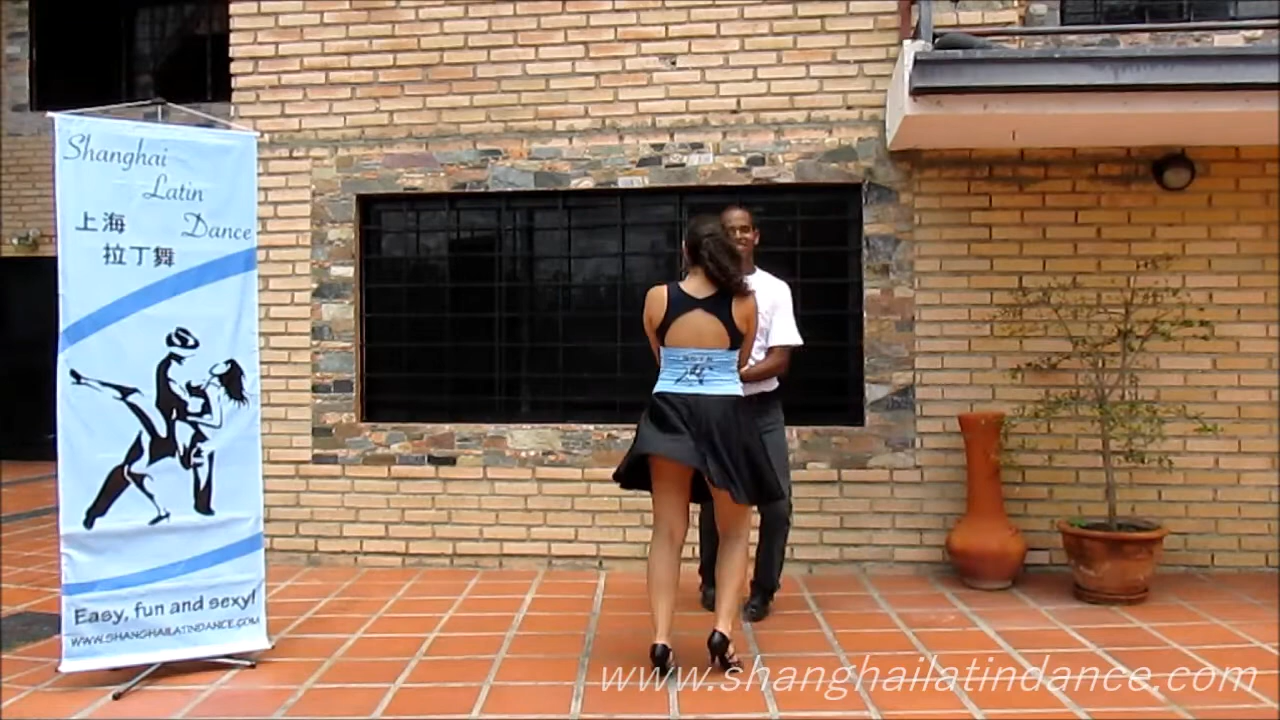 Shanghai
Latin
上海 Dance
拉丁舞
Easy, fun and sexy!
WWW.SHANGHAILATINDANCE.COM
www.shanghailatindance.com